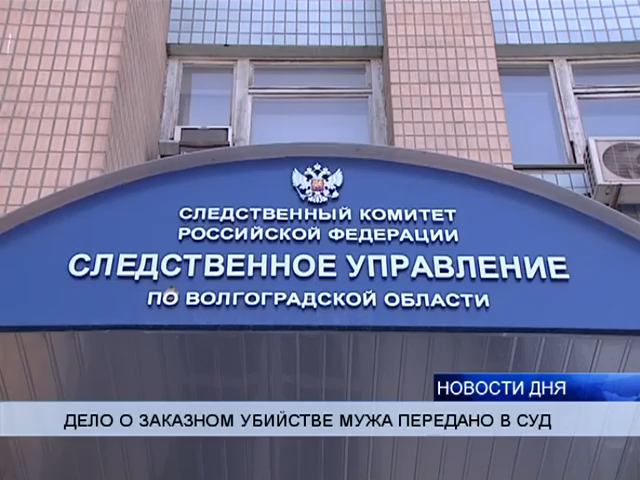 СЛЕДСТВЕННЫЙ КОМИТЕТ
РОССИЙСКОЙ ФЕДЕРАЦИИ
СЛЕДСТВЕННОЕ УПРАВЛЕНИЕ
ПО ВОЛГОГРАДСКОЙ ОБЛАСТИ
НОВОСТИ ДНЯ
ДЕЛО О ЗАКАЗНОМ УБИЙСТВЕ МУЖА ПЕРЕДАНО В СУД